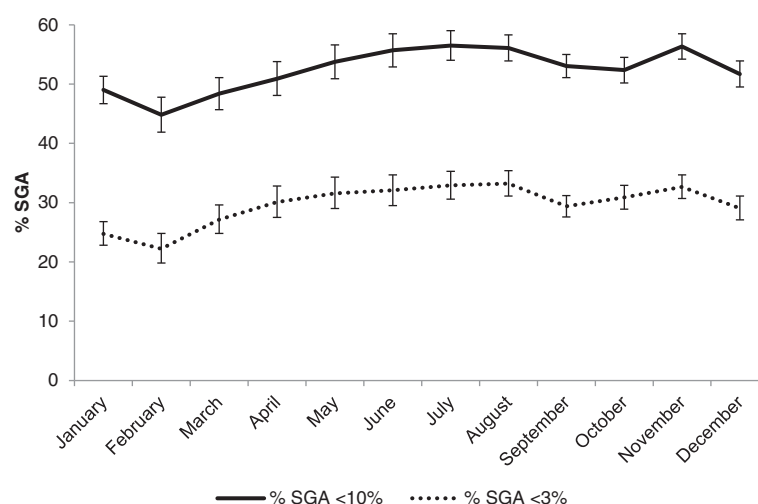 60
50
40
30
20
10
0
% SGA
January
February
March
April
May
June
July
August
September
October
November
December
% SGA <10%
% SGA <3%